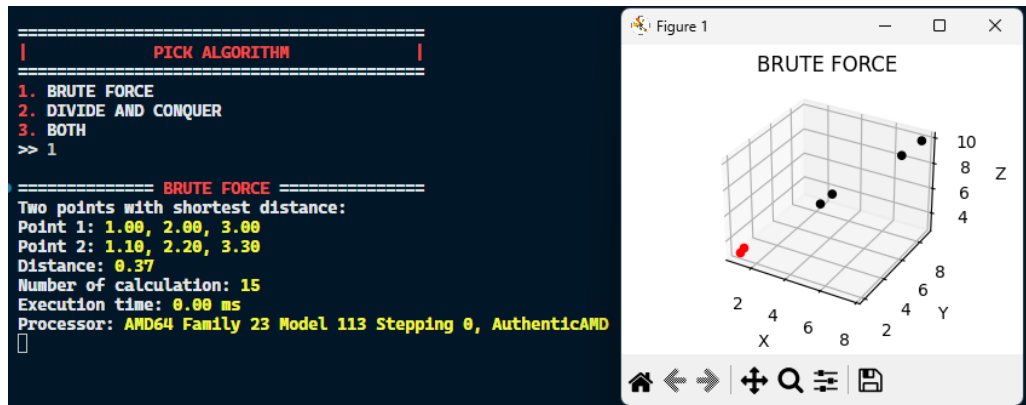 ==========================================
| PICK ALGORITHM |
==========================================
1. BRUTE FORCE
2. DIVIDE AND CONQUER
3. BOTH
>> 1
============== BRUTE FORCE ===============
Two points with shortest distance:
Point 1: 1.00, 2.00, 3.00
Point 2: 1.10, 2.20, 3.30
Distance: 0.37
Number of calculation: 15
Execution time: 0.00 ms
Processor: AMD64 Family 23 Model 113 Stepping 0, AuthenticAMD
Figure 1
BRUTE FORCE
10
8
6
4
Z
2
4
6
8
X
2
4
6
8
Y